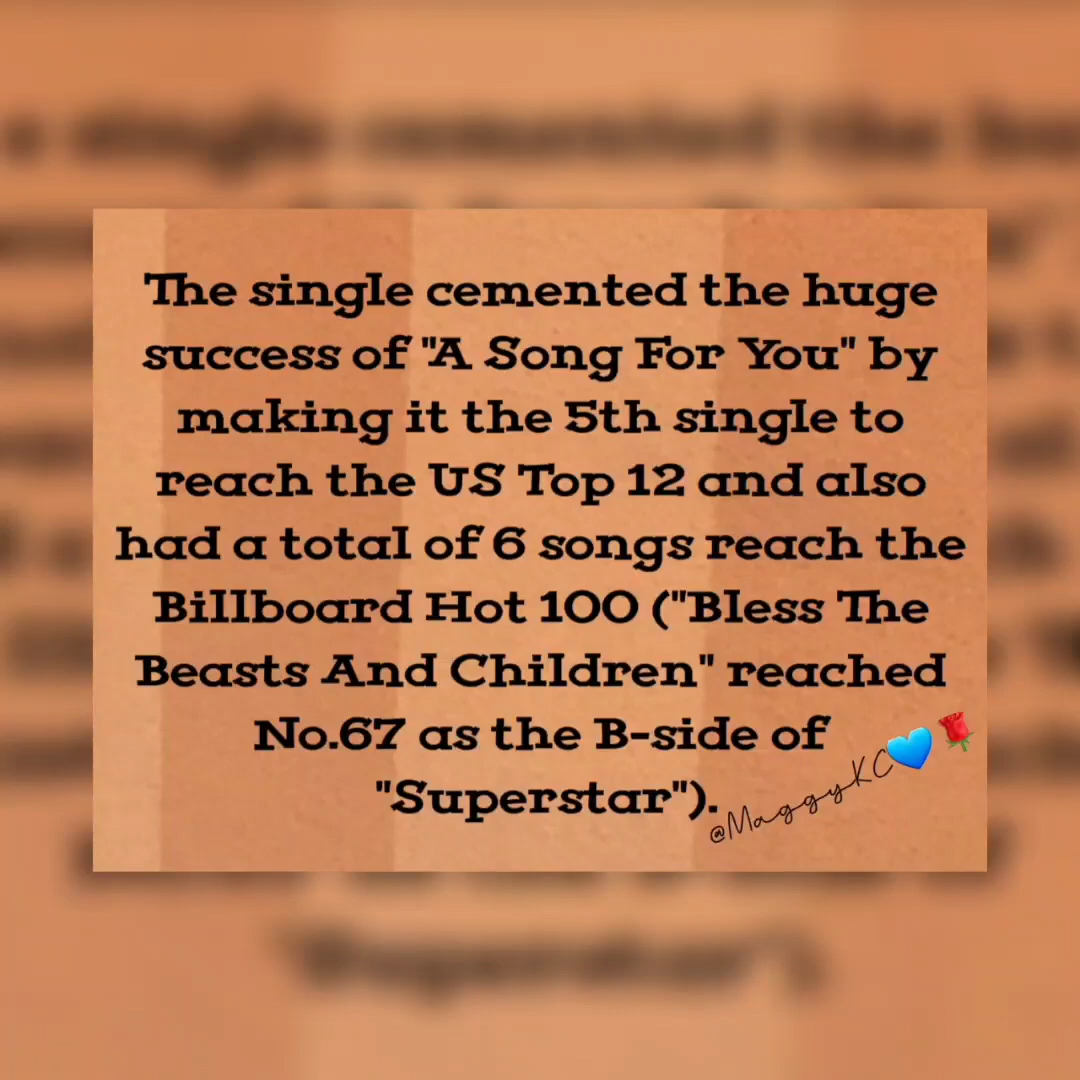 The single cemented the huge
success of "A Song For You" by
making it the 5th single to
reach the US Top 12 and also
had a total of 6 songs reach the
Billboard Hot 100 ("Bless The
Beasts And Children" reached
No.67 as the B-side of
"Superstar").
@MaggyKC